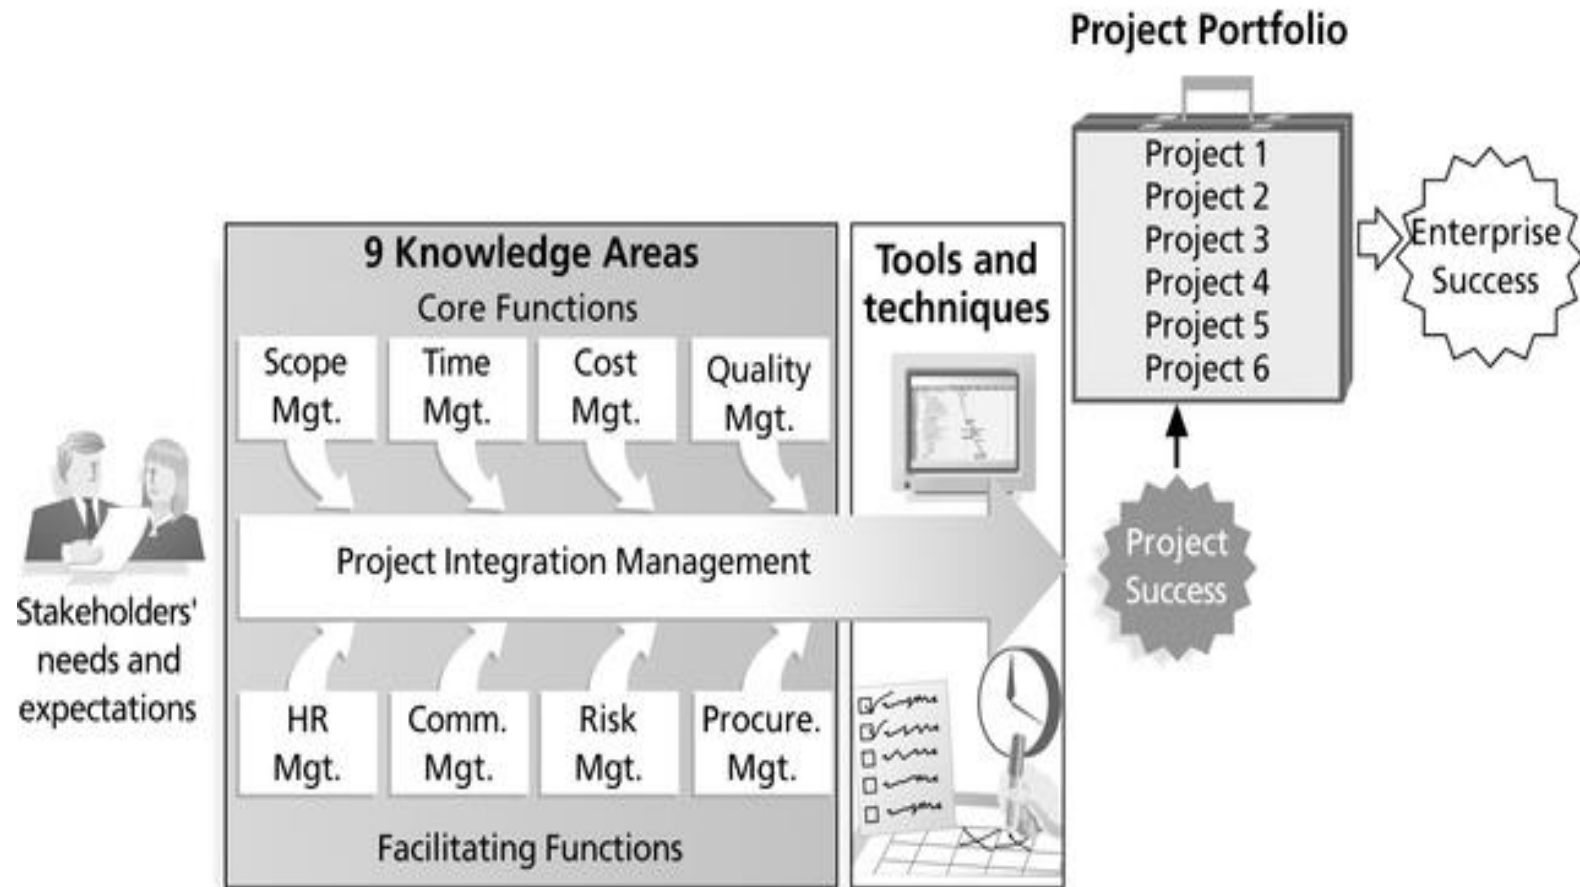 Project Portfolio
Project 1
Project 2
Project 3
Project 4
Project 5
Project 6
Enterprise
Success
9 Knowledge Areas
Core Functions
Scope
Mgt.
Time
Mgt.
Cost
Mgt.
Quality
Mgt.
Tools and
techniques
Stakeholders'
needs and
expectations
Project Integration Management
Project
Success
HR
Mgt.
Comm.
Mgt.
Risk
Mgt.
Procure.
Mgt.
Facilitating Functions